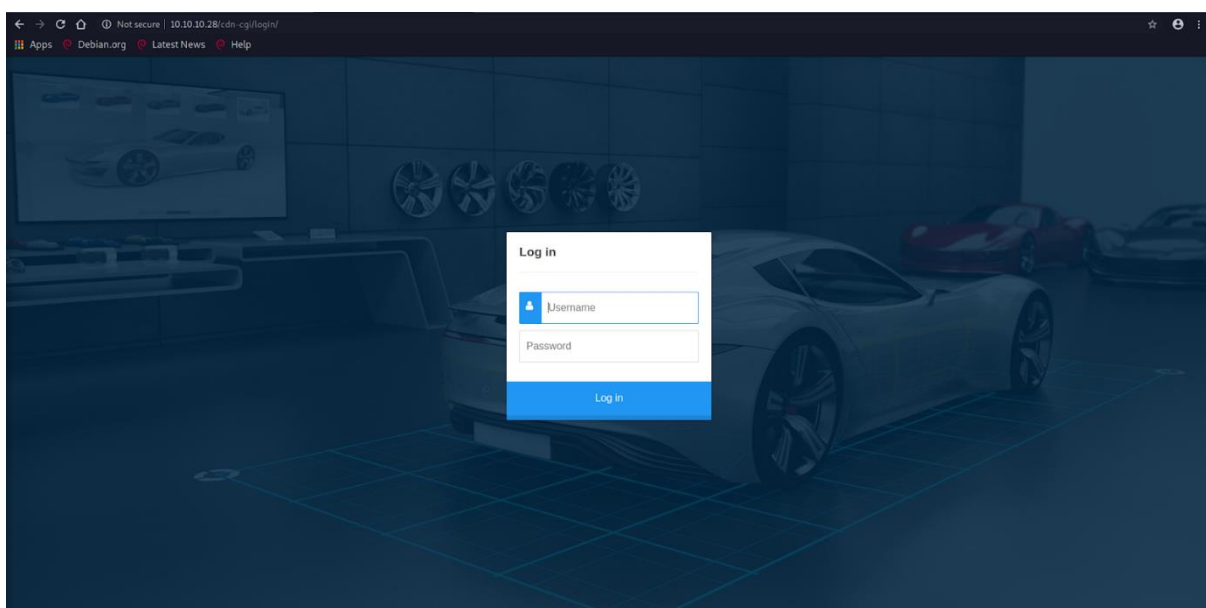 Not secure | 10.10.10.28/cdn-cgi/login/
Apps Debian.org Latest News Help
Log in
Username
Password
Log in